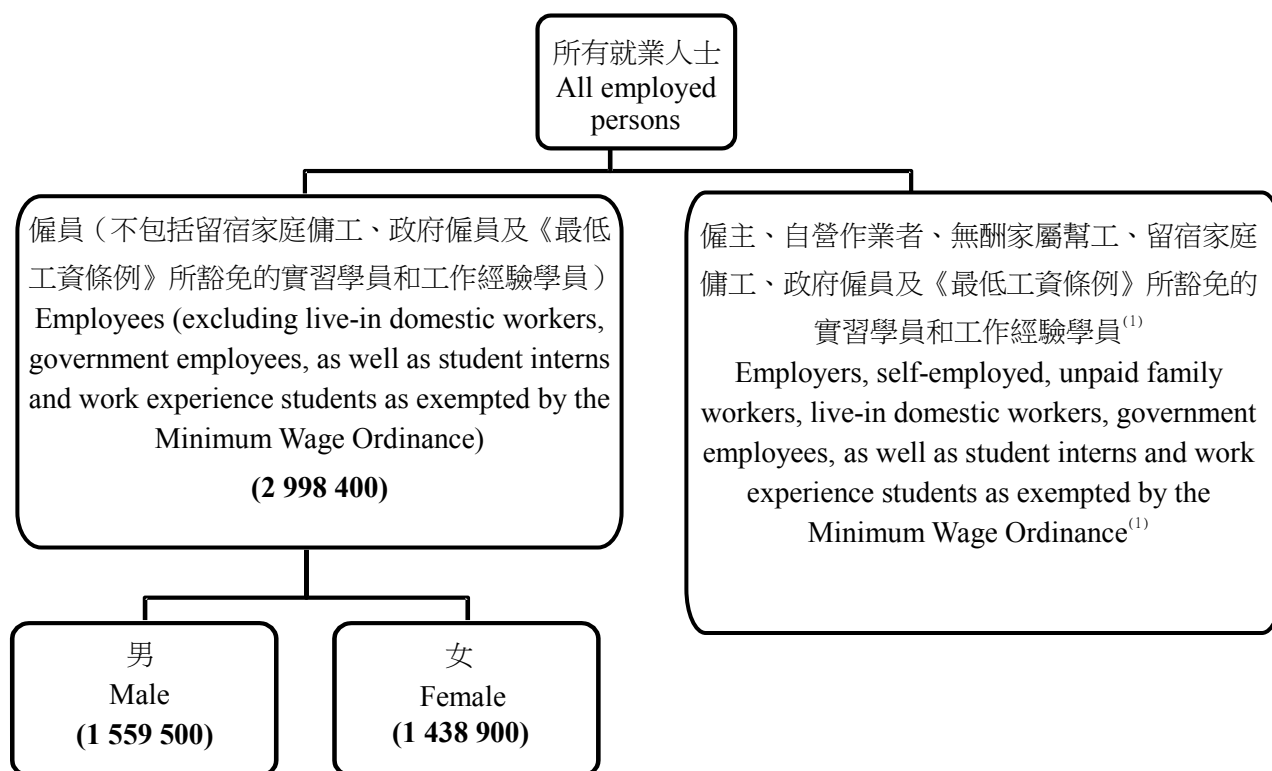 所有就業人士
All employed
persons
僱員（不包括留宿家庭傭工、政府僱員及《最低
工資條例》所豁免的實習學員和工作經驗學員）
Employees (excluding live-in domestic workers,
government employees, as well as student interns
and work experience students as exempted by the
Minimum Wage Ordinance)
(2 998 400)
僱主、自營作業者、無酬家屬幫工、留宿家庭
傭工、政府僱員及《最低工資條例》所豁免的
實習學員和工作經驗學員(1)
Employers, self-employed, unpaid family
workers, live-in domestic workers, government
employees, as well as student interns and work
experience students as exempted by the
Minimum Wage Ordinance(1)
男
Male
(1 559 500)
女
Female
(1 438 900)